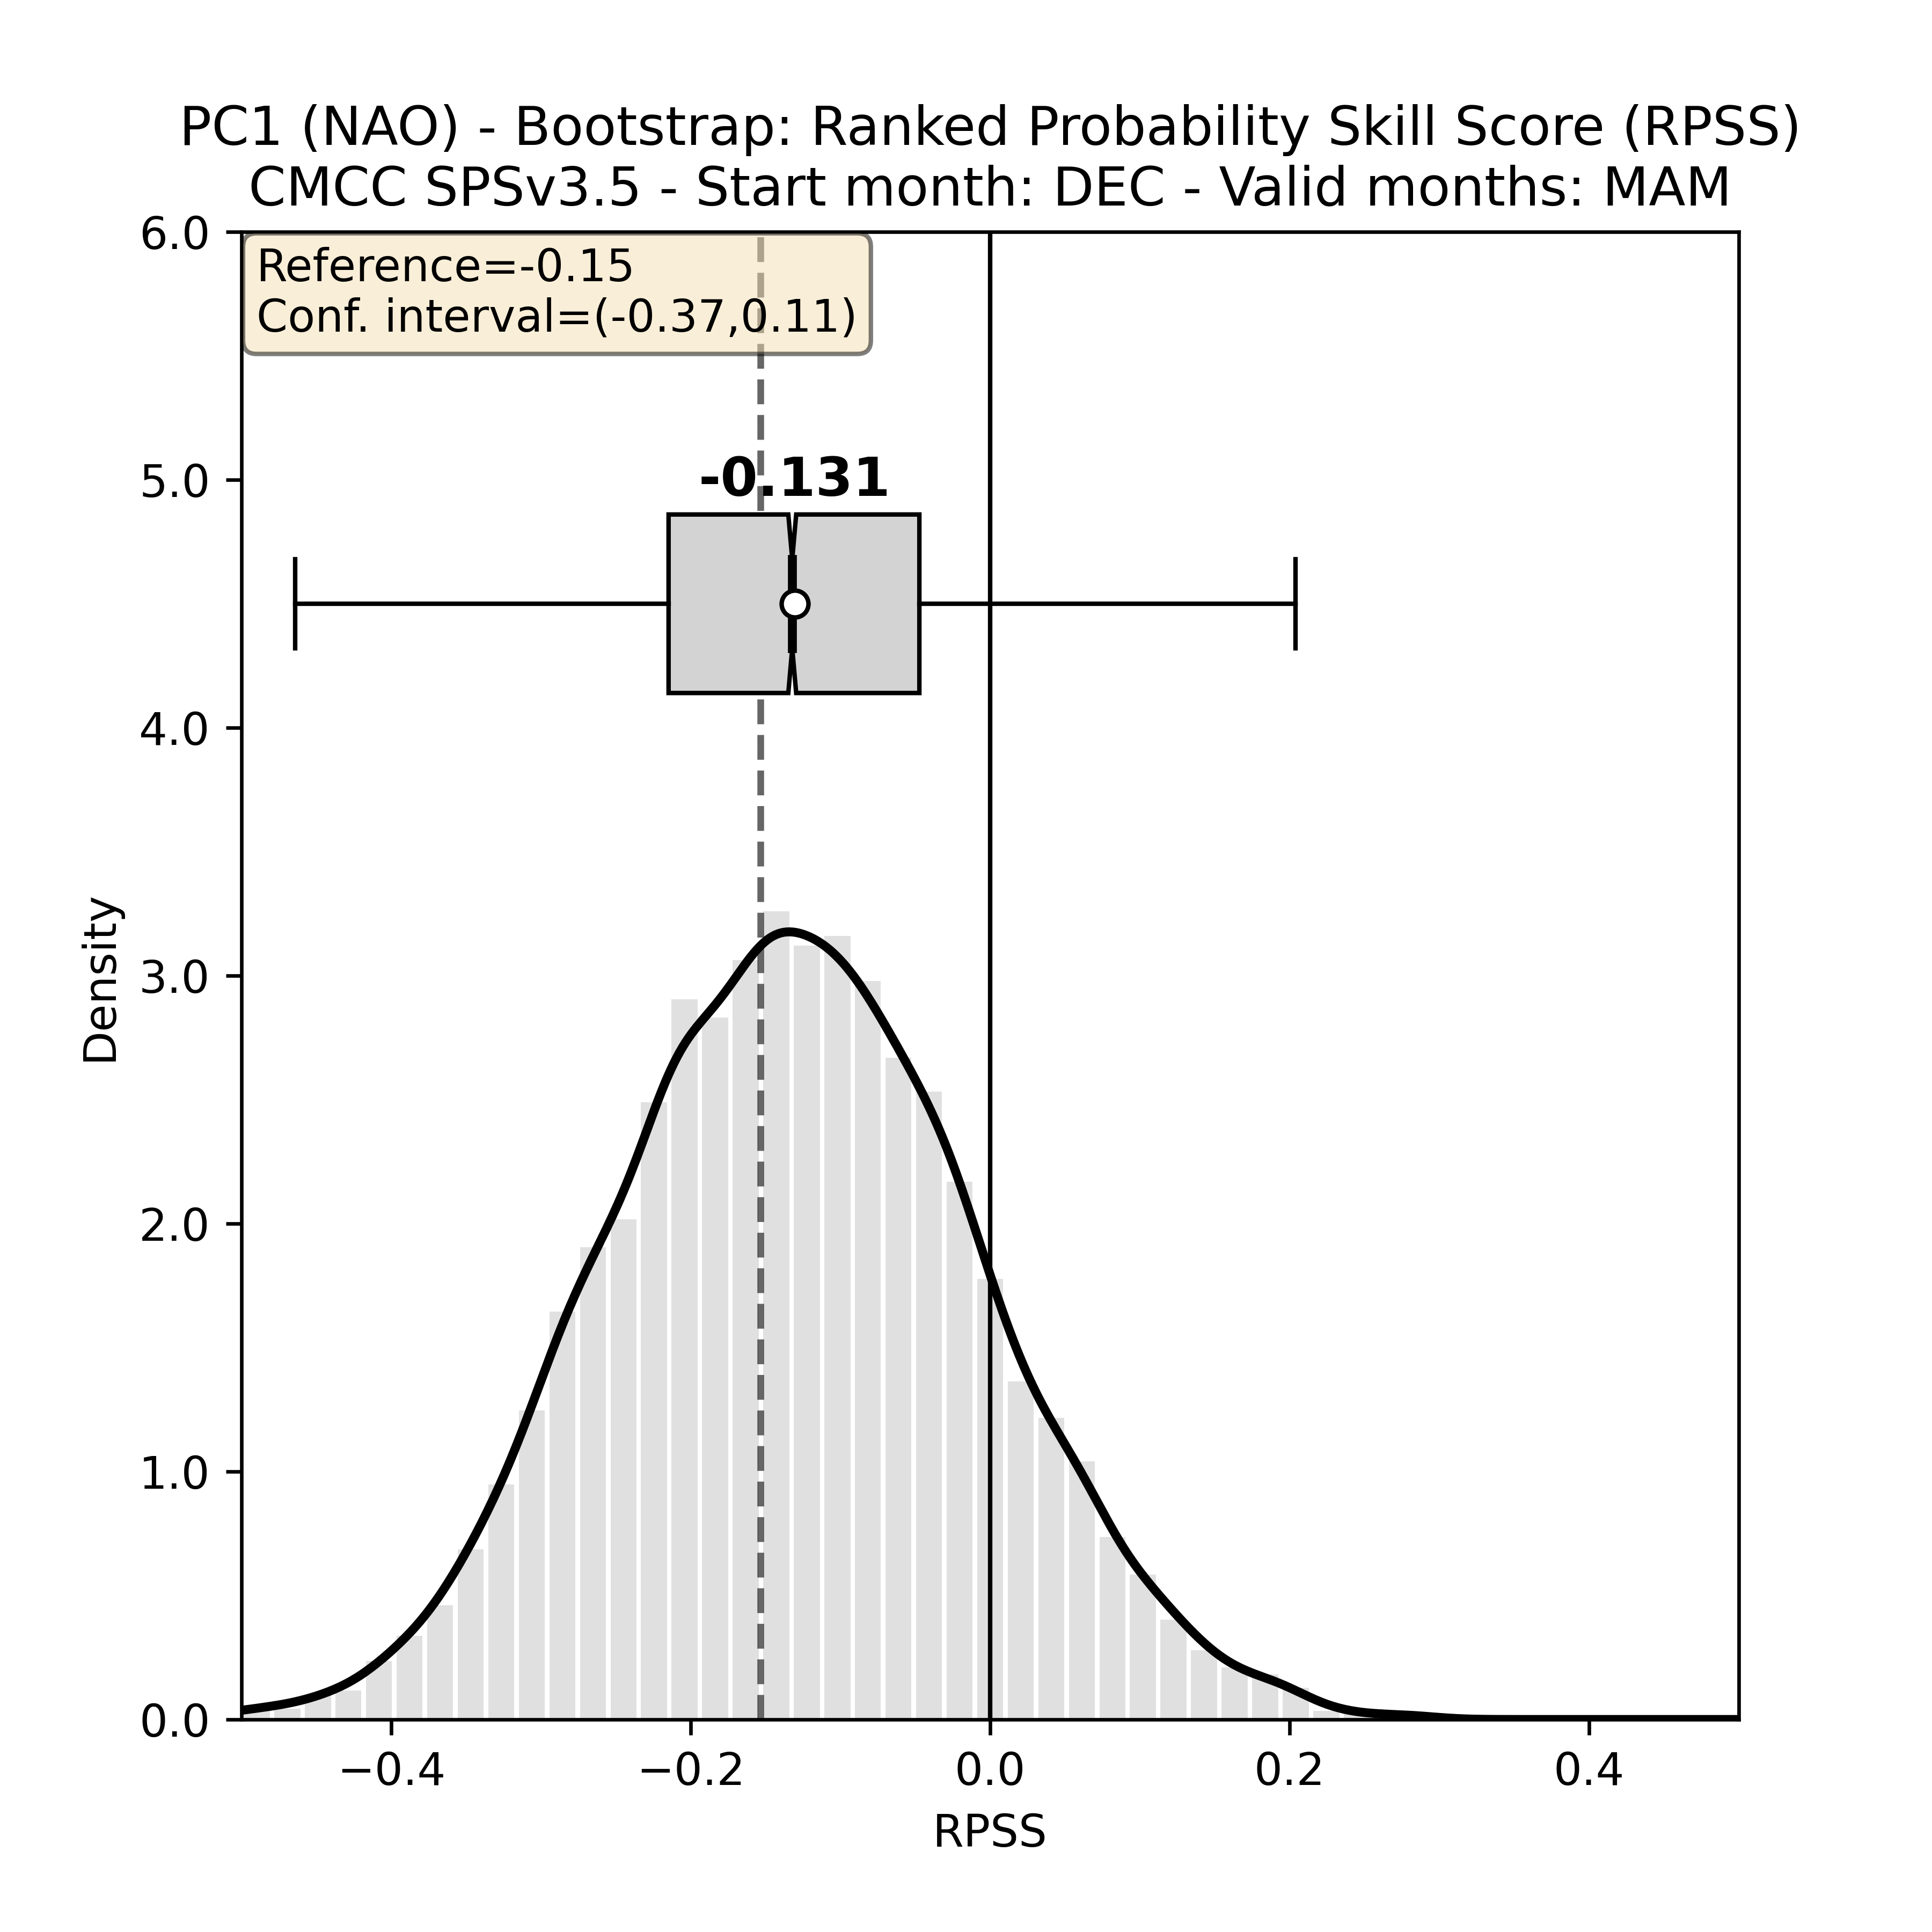 PC1 (NAO) - Bootstrap: Ranked Probability Skill Score (RPSS)
CMCC SPSv3.5 - Start month: DEC - Valid months: MAM
Reference=-0.15
Conf. interval=(-0.37,0.11)
-0.131
6.0
5.0
4.0
3.0
2.0
1.0
0.0
Density
−0.4 −0.2 0.0 0.2 0.4
RPSS